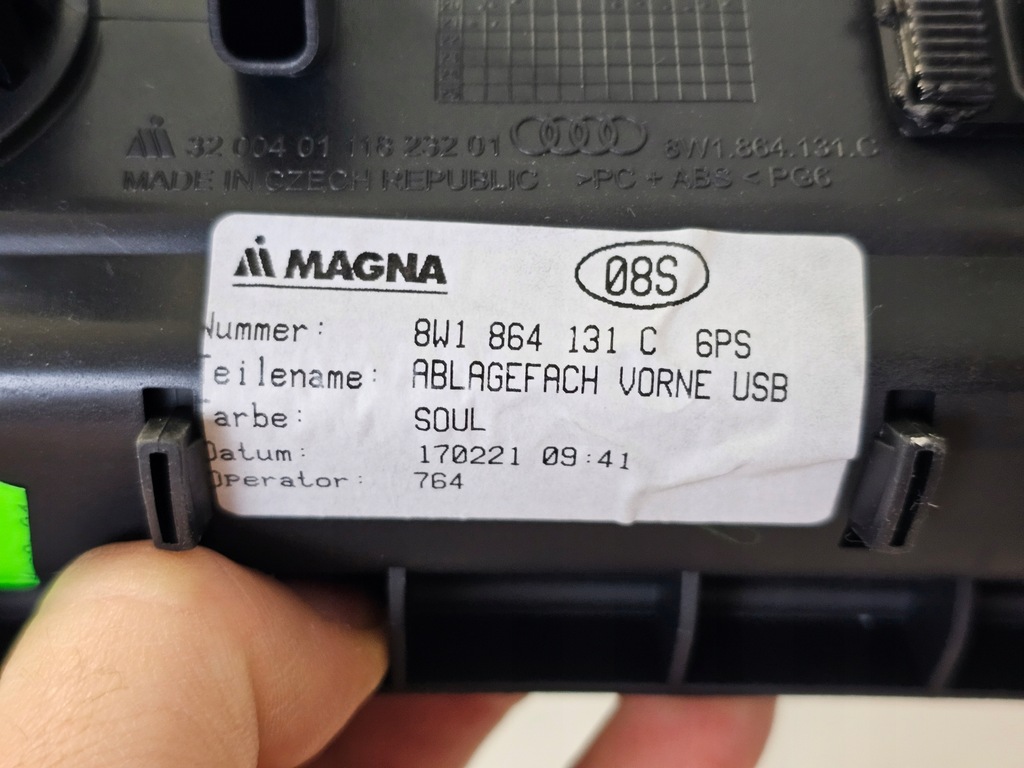 32 004 01 118 232 01 8W1.864.131.C
MADE IN CZECH REPUBLIC >PC + ABS < PG6
MAGNA 08S
Nummer: 8W1 864 131 C 6PS
Teilename: ABLAGEFACH VORNE USB
Farbe: SOUL
Datum: 170221 09:41
Operator: 764